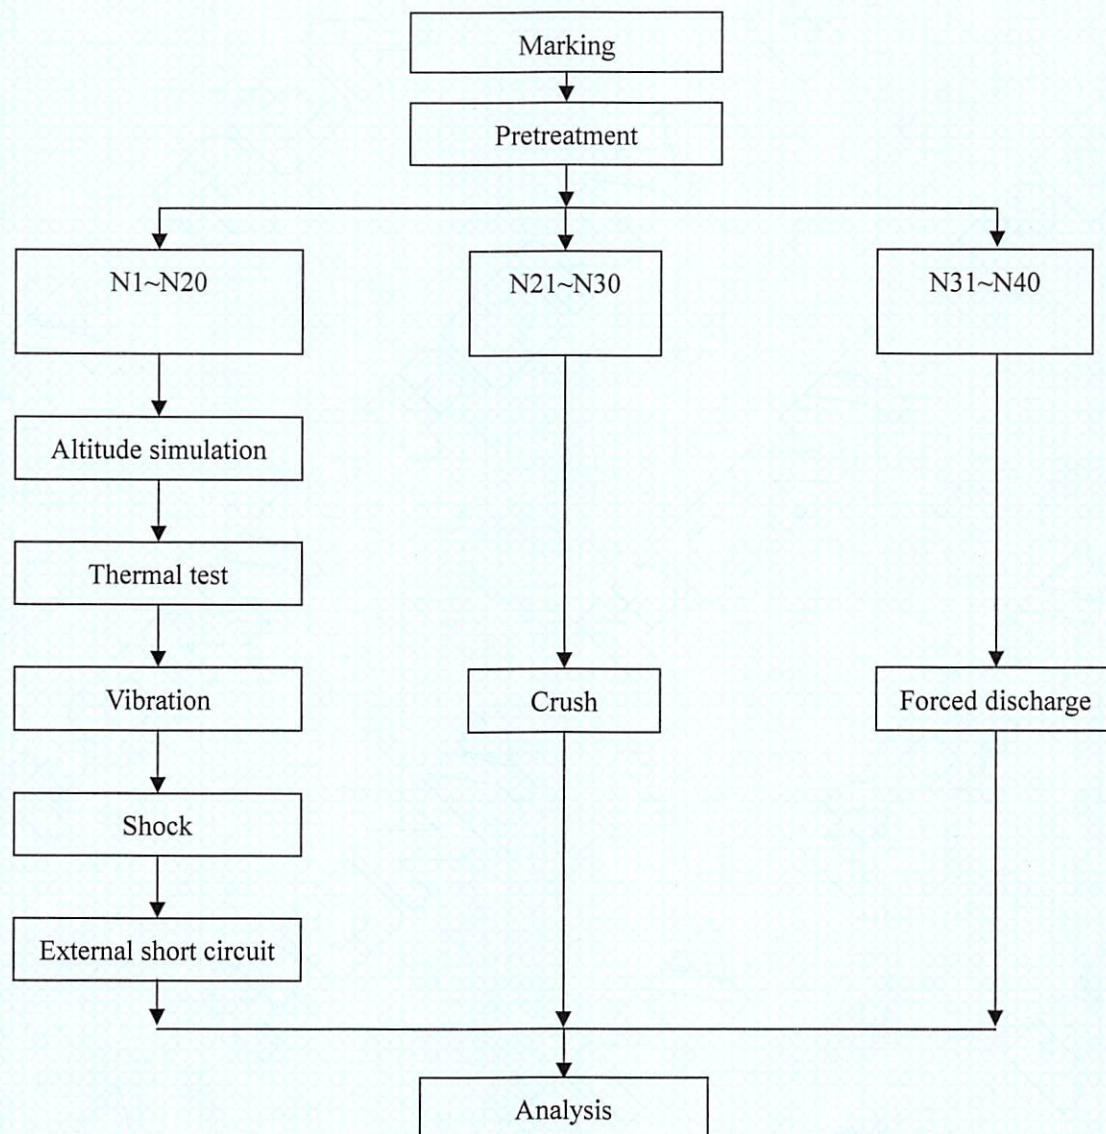 Marking
Pretreatment
N1~N20
N21~N30
N31~N40
Altitude simulation
Thermal test
Vibration
Crush
Forced discharge
Shock
External short circuit
Analysis